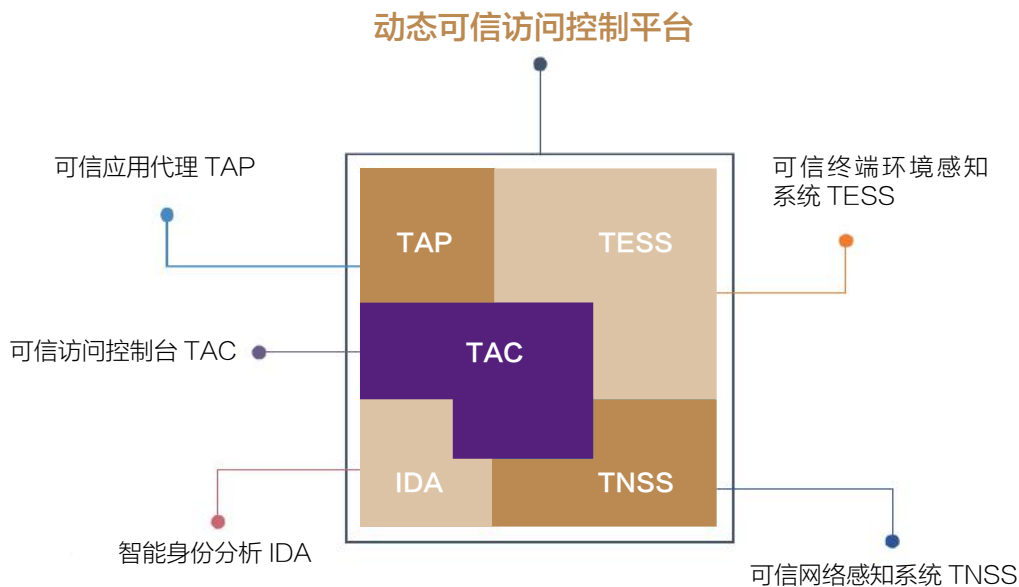 动态可信访问控制平台
可信应用代理 TAP
可信终端环境感知
系统 TESS
TAP
TESS
可信访问控制台 TAC
TAC
IDA
TNSS
智能身份分析 IDA
可信网络感知系统 TNSS